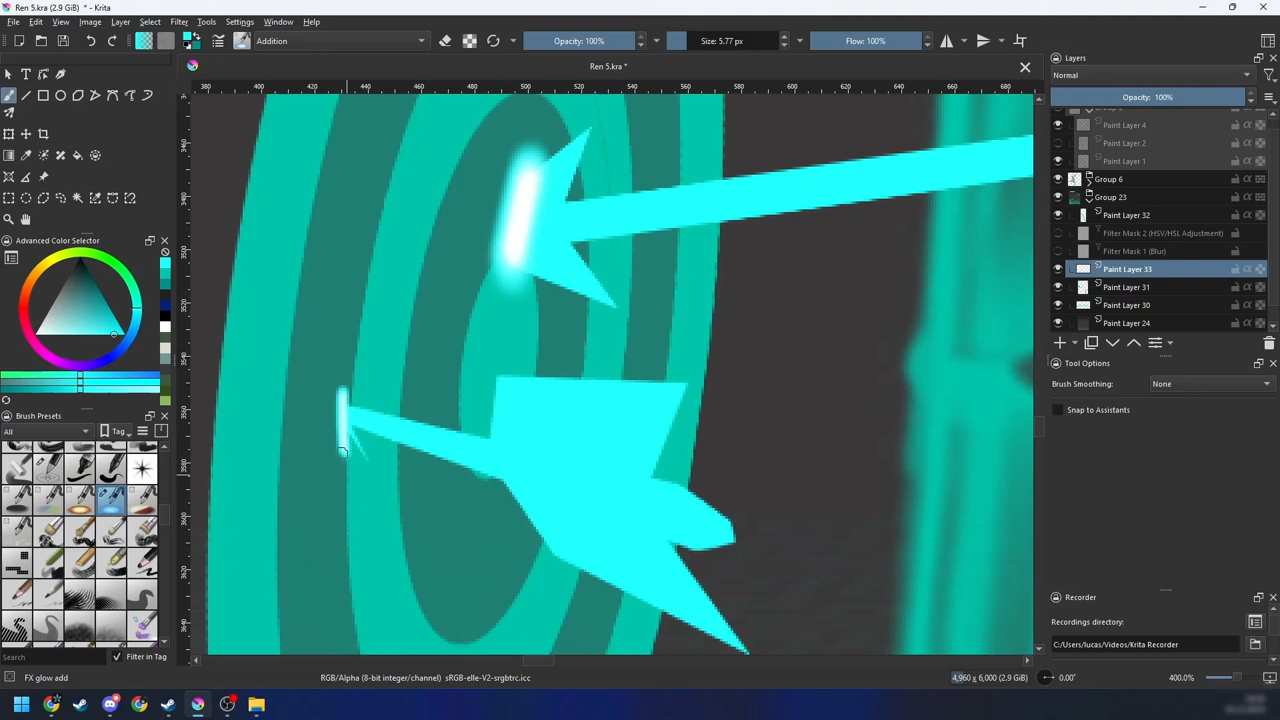 Ren 5.kra (2.9 GiB) * - Krita
File Edit View Image Layer Select Filter Tools Settings Window Help
Addition Opacity: 100% Size: 5.77 px Flow: 100%
Ren 5.kra *
Layers
Normal
Opacity: 100%
Paint Layer 4
Paint Layer 2
Paint Layer 1
Group 6
Group 23
Paint Layer 32
Filter Mask 2 (HSV/HSL Adjustment)
Filter Mask 1 (Blur)
Paint Layer 33
Paint Layer 31
Paint Layer 30
Paint Layer 24
Tool Options
Brush Smoothing: None
Snap to Assistants
Recorder
Recordings directory:
C:/Users/lucas/Videos/Krita Recorder
Advanced Color Selector
Brush Presets
All Tag
Search Filter in Tag
380 400 420 440 460 480 500 520 540 560 580 600 620 640 660 680
FX glow add RGB/Alpha (8-bit integer/channel) sRGB-elle-V2-srgbtrc.icc 4,960 x 6,000 (2.9 GiB) 0.00° 400.0%